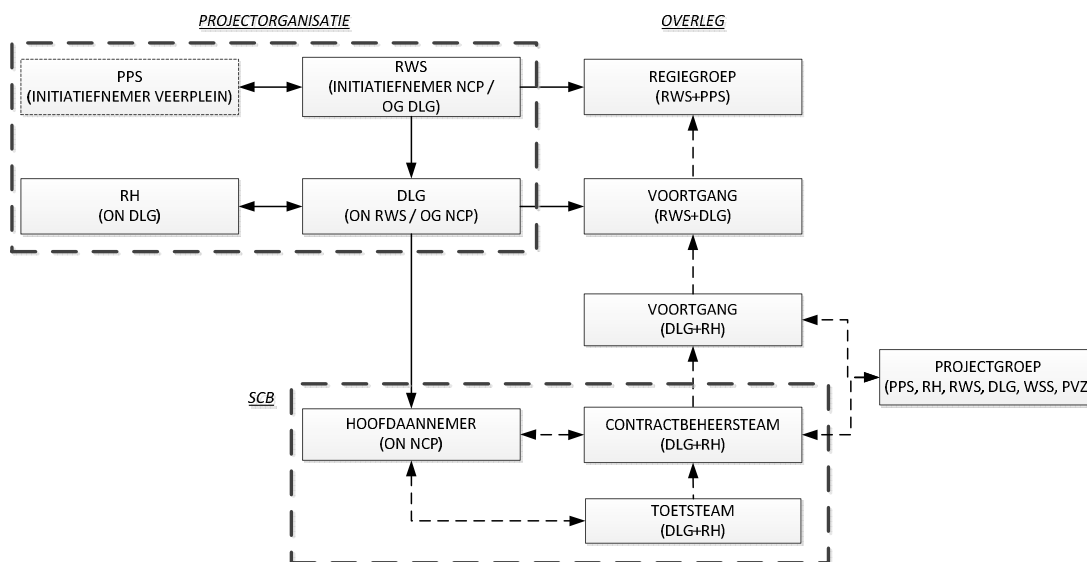 PROJECTORGANISATIE
OVERLEG
PPS
(INITIATIEFNEMER VEERPLEIN)
RWS
(INITIATIEFNEMER NCP /
OG DLG)
REGIEGROEP
(RWS+PPS)
RH
(ON DLG)
DLG
(ON RWS / OG NCP)
VOORTGANG
(RWS+DLG)
VOORTGANG
(DLG+RH)
PROJECTGROEP
(PPS, RH, RWS, DLG, WSS, PVZ
SCB
HOOFDAANNEMER
(ON NCP)
CONTRACTBEHEERSTEAM
(DLG+RH)
TOETSTEAM
(DLG+RH)